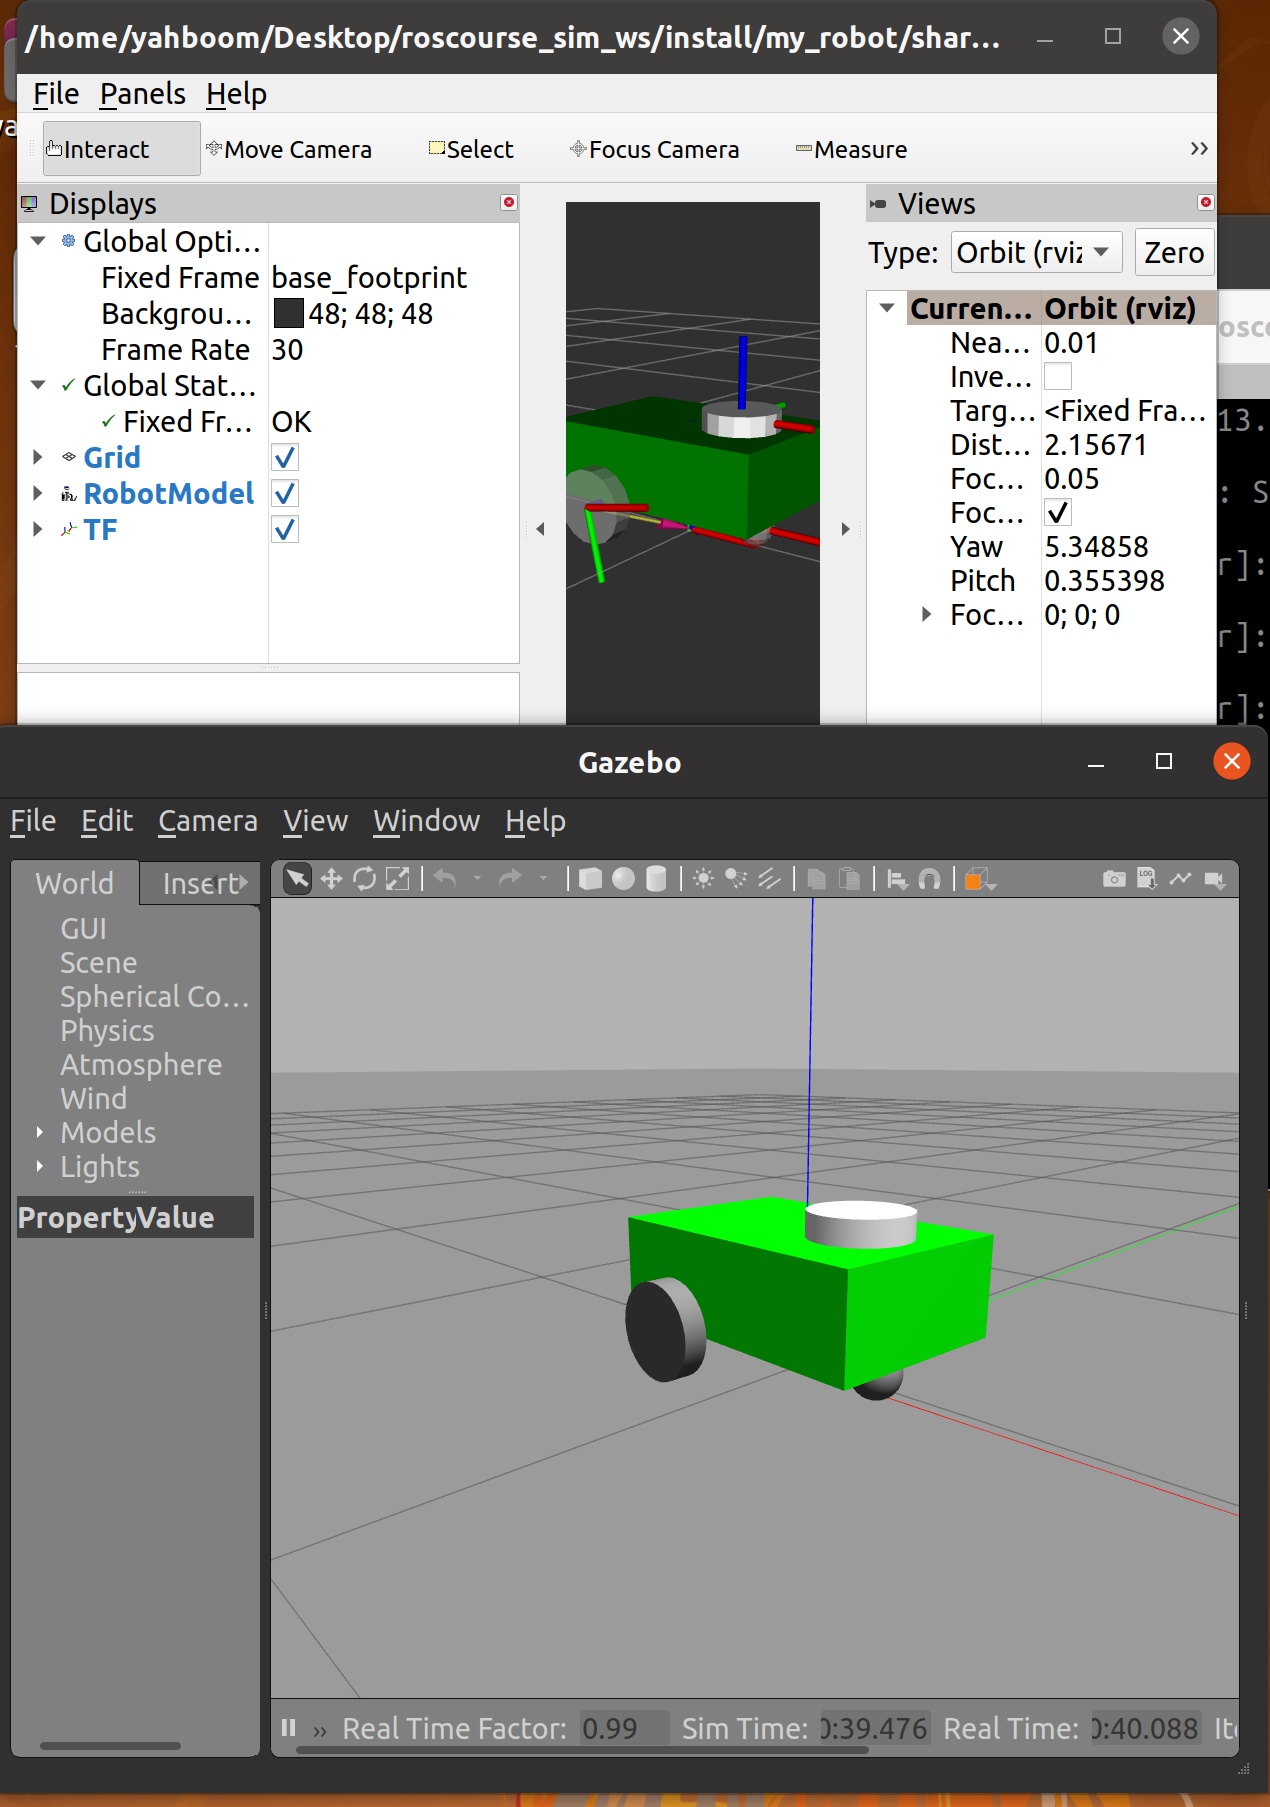 /home/yahboom/Desktop/roscourse_sim_ws/install/my_robot/shar...
File Panels Help
Interact Move Camera Select Focus Camera Measure »
Displays
Global Opti...
Fixed Frame base_footprint
Backgrou... 48; 48; 48
Frame Rate 30
Global Stat...
Fixed Fr... OK
Grid
RobotModel
TF
Views
Type: Orbit (rviz Zero
Curren... Orbit (rviz)
Nea... 0.01
Inve...
Targ... <Fixed Fra...
Dist... 2.15671
Foc... 0.05
Foc...
Yaw 5.34858
Pitch 0.355398
Foc... 0; 0; 0
13.
: S
r]:
r]:
r]:
Gazebo
File Edit Camera View Window Help
World Insert
GUI
Scene
Spherical Co...
Physics
Atmosphere
Wind
Models
Lights
Property Value
LOG
» Real Time Factor: 0.99 Sim Time: 0:39.476 Real Time: 0:40.088